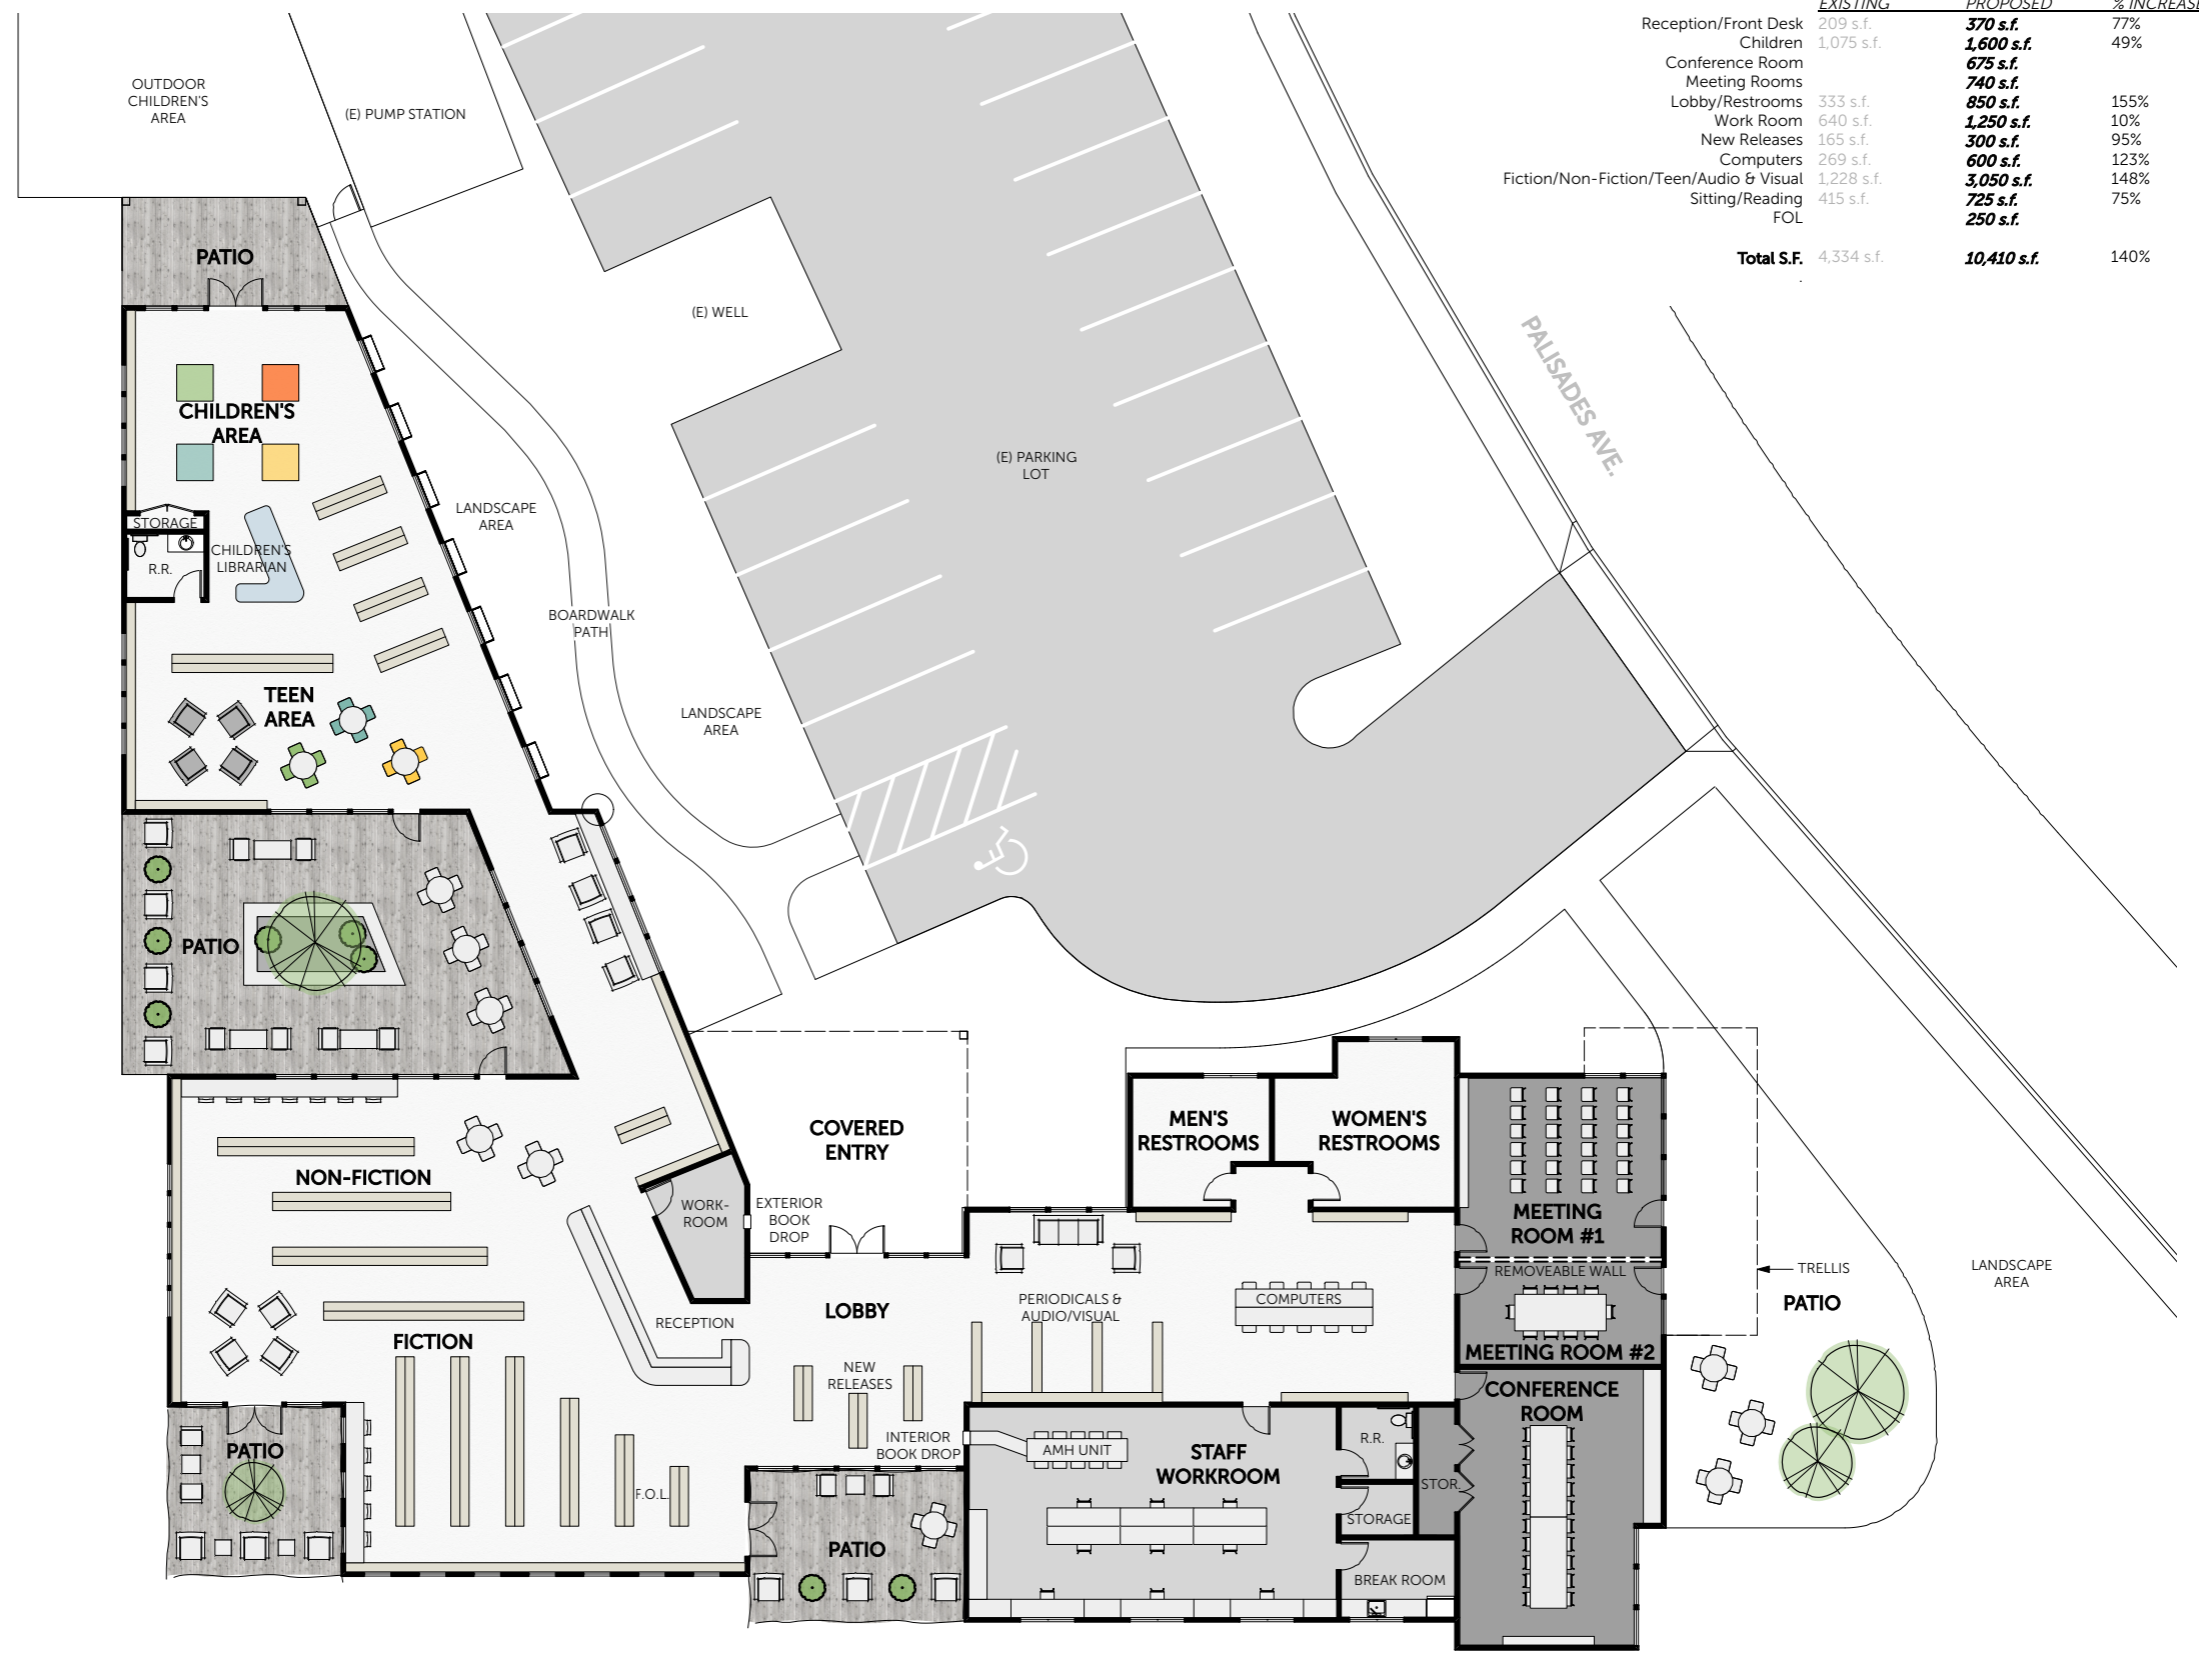 EXISTING PROPOSED % INCREASE
Reception/Front Desk 209 s.f. 370 s.f. 77%
Children 1,075 s.f. 1,600 s.f. 49%
Conference Room 675 s.f.
Meeting Rooms 740 s.f.
Lobby/Restrooms 333 s.f. 850 s.f. 155%
Work Room 640 s.f. 1,250 s.f. 10%
New Releases 165 s.f. 300 s.f. 95%
Computers 269 s.f. 600 s.f. 123%
Fiction/Non-Fiction/Teen/Audio & Visual 1,228 s.f. 3,050 s.f. 148%
Sitting/Reading 415 s.f. 725 s.f. 75%
FOL 250 s.f.
Total S.F. 4,334 s.f. 10,410 s.f. 140%
OUTDOOR
CHILDREN'S
AREA
(E) PUMP STATION
PATIO
(E) WELL
PALISADES AVE.
CHILDREN'S
AREA
(E) PARKING
LOT
STORAGE
R.R.
CHILDREN'S
LIBRARIAN
LANDSCAPE
AREA
BOARDWALK
PATH
TEEN
AREA
LANDSCAPE
AREA
PATIO
COVERED
ENTRY
MEN'S
RESTROOMS
WOMEN'S
RESTROOMS
NON-FICTION
WORK-
ROOM
EXTERIOR
BOOK
DROP
MEETING
ROOM #1
REMOVEABLE WALL
TRELLIS
LANDSCAPE
AREA
PATIO
PERIODICALS &
AUDIO/VISUAL
COMPUTERS
LOBBY
RECEPTION
FICTION
MEETING ROOM #2
NEW
RELEASES
CONFERENCE
ROOM
PATIO
INTERIOR
BOOK DROP
AMH UNIT
STAFF
WORKROOM
R.R.
STOR.
F.O.L.
STORAGE
PATIO
BREAK ROOM